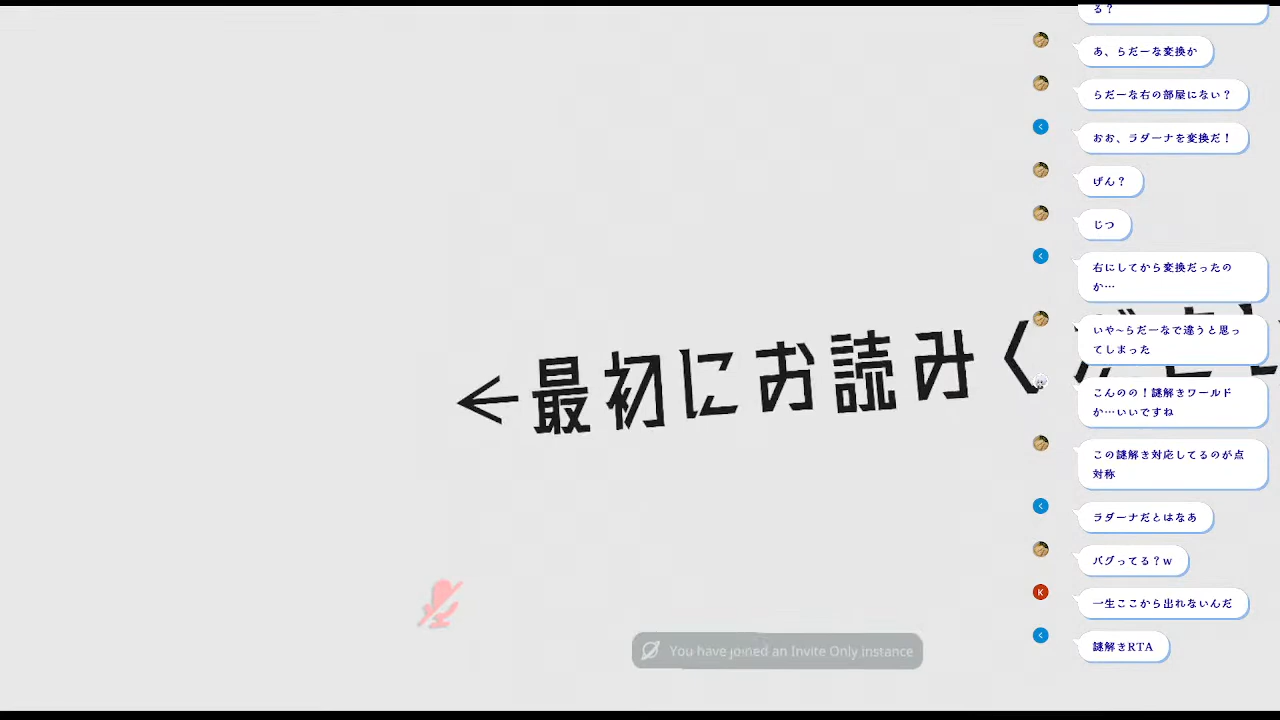 る？
あ、らだーな変換か
らだーな右の部屋にない？
おお、ラダーナを変換だ！
げん？
じつ
右にしてから変換だったの
か…
いや~らだーなで違うと思っ
てしまった
こんのの！謎解きワールド
か…いいですね
この謎解き対応してるのが点
対称
ラダーナだとはなあ
バグってる？w
K
一生ここから出れないんだ
謎解きRTA
←最初にお読みく
You have joined an Invite Only instance